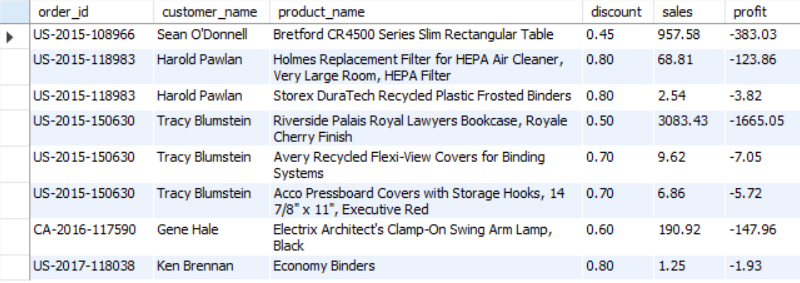 order_id customer_name product_name discount sales profit
US-2015-108966 Sean O'Donnell Bretford CR4500 Series Slim Rectangular Table 0.45 957.58 -383.03
US-2015-118983 Harold Pawlan Holmes Replacement Filter for HEPA Air Cleaner, 0.80 68.81 -123.86
Very Large Room, HEPA Filter
US-2015-118983 Harold Pawlan Storex DuraTech Recycled Plastic Frosted Binders 0.80 2.54 -3.82
US-2015-150630 Tracy Blumstein Riverside Palais Royal Lawyers Bookcase, Royale 0.50 3083.43 -1665.05
Cherry Finish
US-2015-150630 Tracy Blumstein Avery Recycled Flexi-View Covers for Binding 0.70 9.62 -7.05
Systems
US-2015-150630 Tracy Blumstein Acco Pressboard Covers with Storage Hooks, 14 0.70 6.86 -5.72
7/8" x 11", Executive Red
CA-2016-117590 Gene Hale Electrix Architect's Clamp-On Swing Arm Lamp, 0.60 190.92 -147.96
Black
US-2017-118038 Ken Brennan Economy Binders 0.80 1.25 -1.93